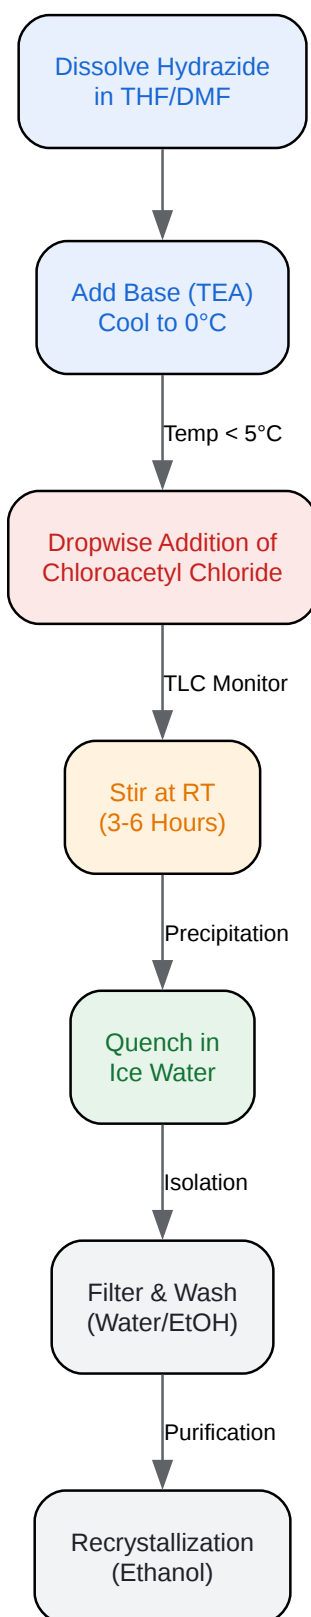 Dissolve Hydrazide
in THF/DMF
Add Base (TEA)
Cool to 0°C
Temp < 5°C
Dropwise Addition of
Chloroacetyl Chloride
TLC Monitor
Stir at RT
(3-6 Hours)
Precipitation
Quench in
Ice Water
Isolation
Filter & Wash
(Water/EtOH)
Purification
Recrystallization
(Ethanol)